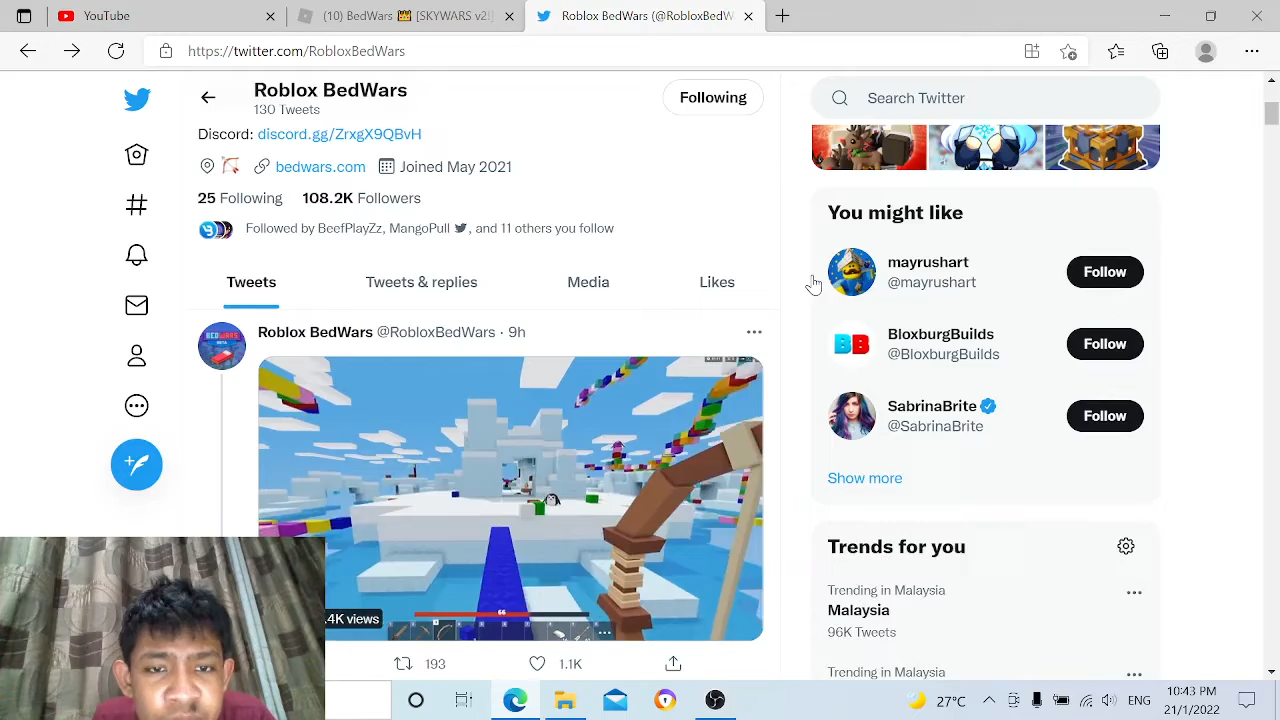 YouTube
(10) BedWars 👑 [SKYWARS v2!]
Roblox BedWars (@RobloxBedW
https://twitter.com/RobloxBedWars
Roblox BedWars
130 Tweets
Following
Search Twitter
Discord: discord.gg/ZrxgX9QBvH
bedwars.com Joined May 2021
25 Following 108.2K Followers
Followed by BeefPlayZz, MangoPull, and 11 others you follow
Tweets Tweets & replies Media Likes
Roblox BedWars @RobloxBedWars · 9h
BEDWARS
BETA
66
.4K views
193 1.1K
You might like
mayrushart
@mayrushart
Follow
BB
BloxburgBuilds
@BloxburgBuilds
Follow
SabrinaBrite
@SabrinaBrite
Follow
Show more
Trends for you
Trending in Malaysia
Malaysia
96K Tweets
Trending in Malaysia
27°C
ENG
10:43 PM
21/1/2022